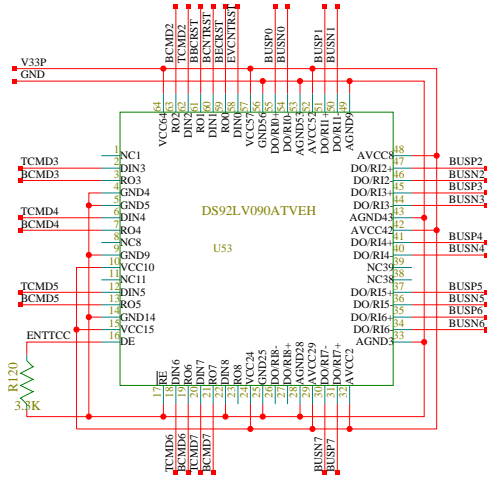 BCMD2
TCMD2
BBCRST
BCNTRST
BECRST
EVCNTRST
BUSP0
BUSN0
BUSP1
BUSN1
V33P
GND
64
63
62
61
60
59
58
57
56
55
54
53
52
51
50
49
VCC64
RO2
DIN2
RO1
DIN1
RO0
DIN0
VCC57
GND56
DO/RI0+
DO/RI0-
AGND53
AVCC52
DO/RI1+
DO/RI1-
AGND9
1 NC1
TCMD3 2 DIN3
BCMD3 3 RO3
4 GND4
5 GND5
TCMD4 6 DIN4
BCMD4 7 RO4
8 NC8
9 GND9
10 VCC10
11 NC11
TCMD5 12 DIN5
BCMD5 13 RO5
14 GND14
15 VCC15
ENTTCC 16 DE
DS92LV090ATVEH
U53
AVCC8 48
DO/RI2+ 47 BUSP2
DO/RI2- 46 BUSN2
DO/RI3+ 45 BUSP3
DO/RI3- 44 BUSN3
AGND43 43
AVCC42 42
DO/RI4+ 41 BUSP4
DO/RI4- 40 BUSN4
NC39 39
NC38 38
DO/RI5+ 37 BUSP5
DO/RI5- 36 BUSN5
DO/RI6+ 35 BUSP6
DO/RI6- 34 BUSN6
AGND3 33
R120
3.3K
RE
DIN6
RO6
DIN7
RO7
DIN8
RO8
VCC24
GND25
DO/RI8-
DO/RI8+
AGND28
AVCC29
DO/RI7-
DO/RI7+
AVCC2
17
18
19
20
21
22
23
24
25
26
27
28
29
30
31
32
TCMD6
BCMD6
TCMD7
BCMD7
BUSN7
BUSP7